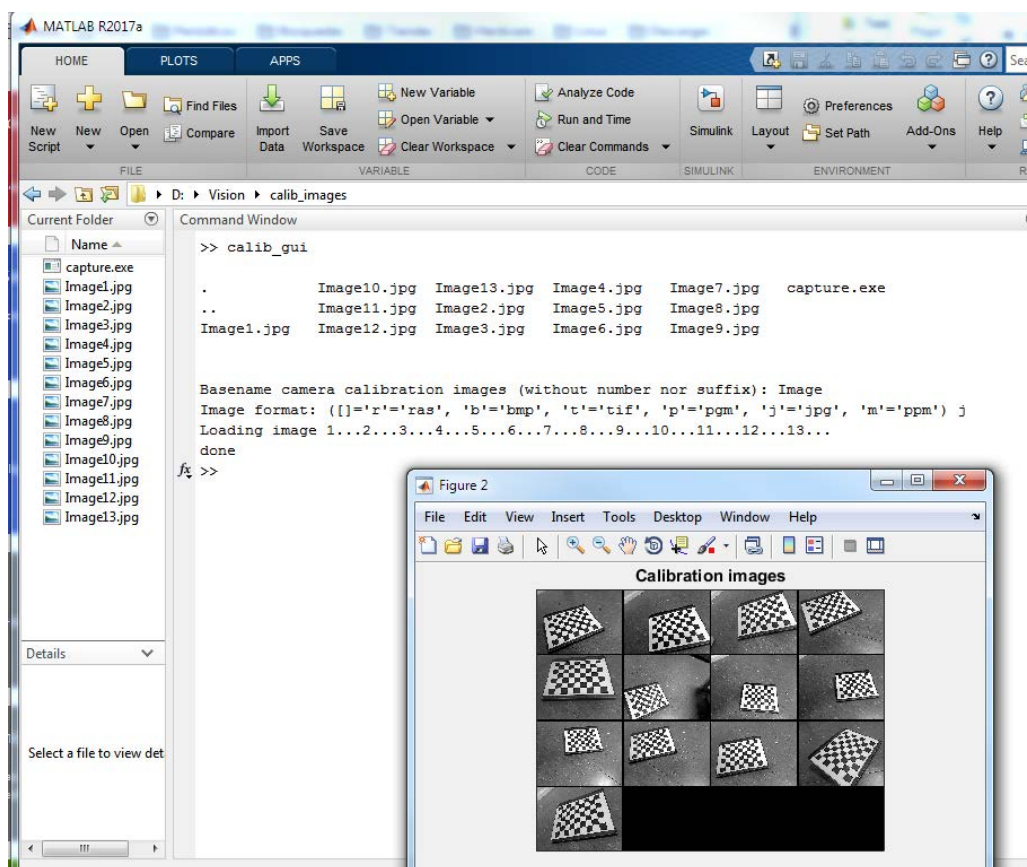 MATLAB R2017a
HOME PLOTS APPS
New Script New Open Find Files Compare Import Data Save Workspace New Variable Open Variable Clear Workspace Analyze Code Run and Time Clear Commands Simulink Layout Preferences Set Path Add-Ons Help
FILE VARIABLE CODE SIMULINK ENVIRONMENT
D: Vision calib_images
Current Folder
Name
capture.exe
Image1.jpg
Image2.jpg
Image3.jpg
Image4.jpg
Image5.jpg
Image6.jpg
Image7.jpg
Image8.jpg
Image9.jpg
Image10.jpg
Image11.jpg
Image12.jpg
Image13.jpg
Details
Select a file to view det
Command Window
>> calib_gui
. Image10.jpg Image13.jpg Image4.jpg Image7.jpg capture.exe
.. Image11.jpg Image2.jpg Image5.jpg Image8.jpg
Image1.jpg Image12.jpg Image3.jpg Image6.jpg Image9.jpg
Basename camera calibration images (without number nor suffix): Image
Image format: ([]='r'='ras', 'b'='bmp', 't'='tif', 'p'='pgm', 'j'='jpg', 'm'='ppm') j
Loading image 1...2...3...4...5...6...7...8...9...10...11...12...13...
done
fx >>
Figure 2
File Edit View Insert Tools Desktop Window Help
Calibration images